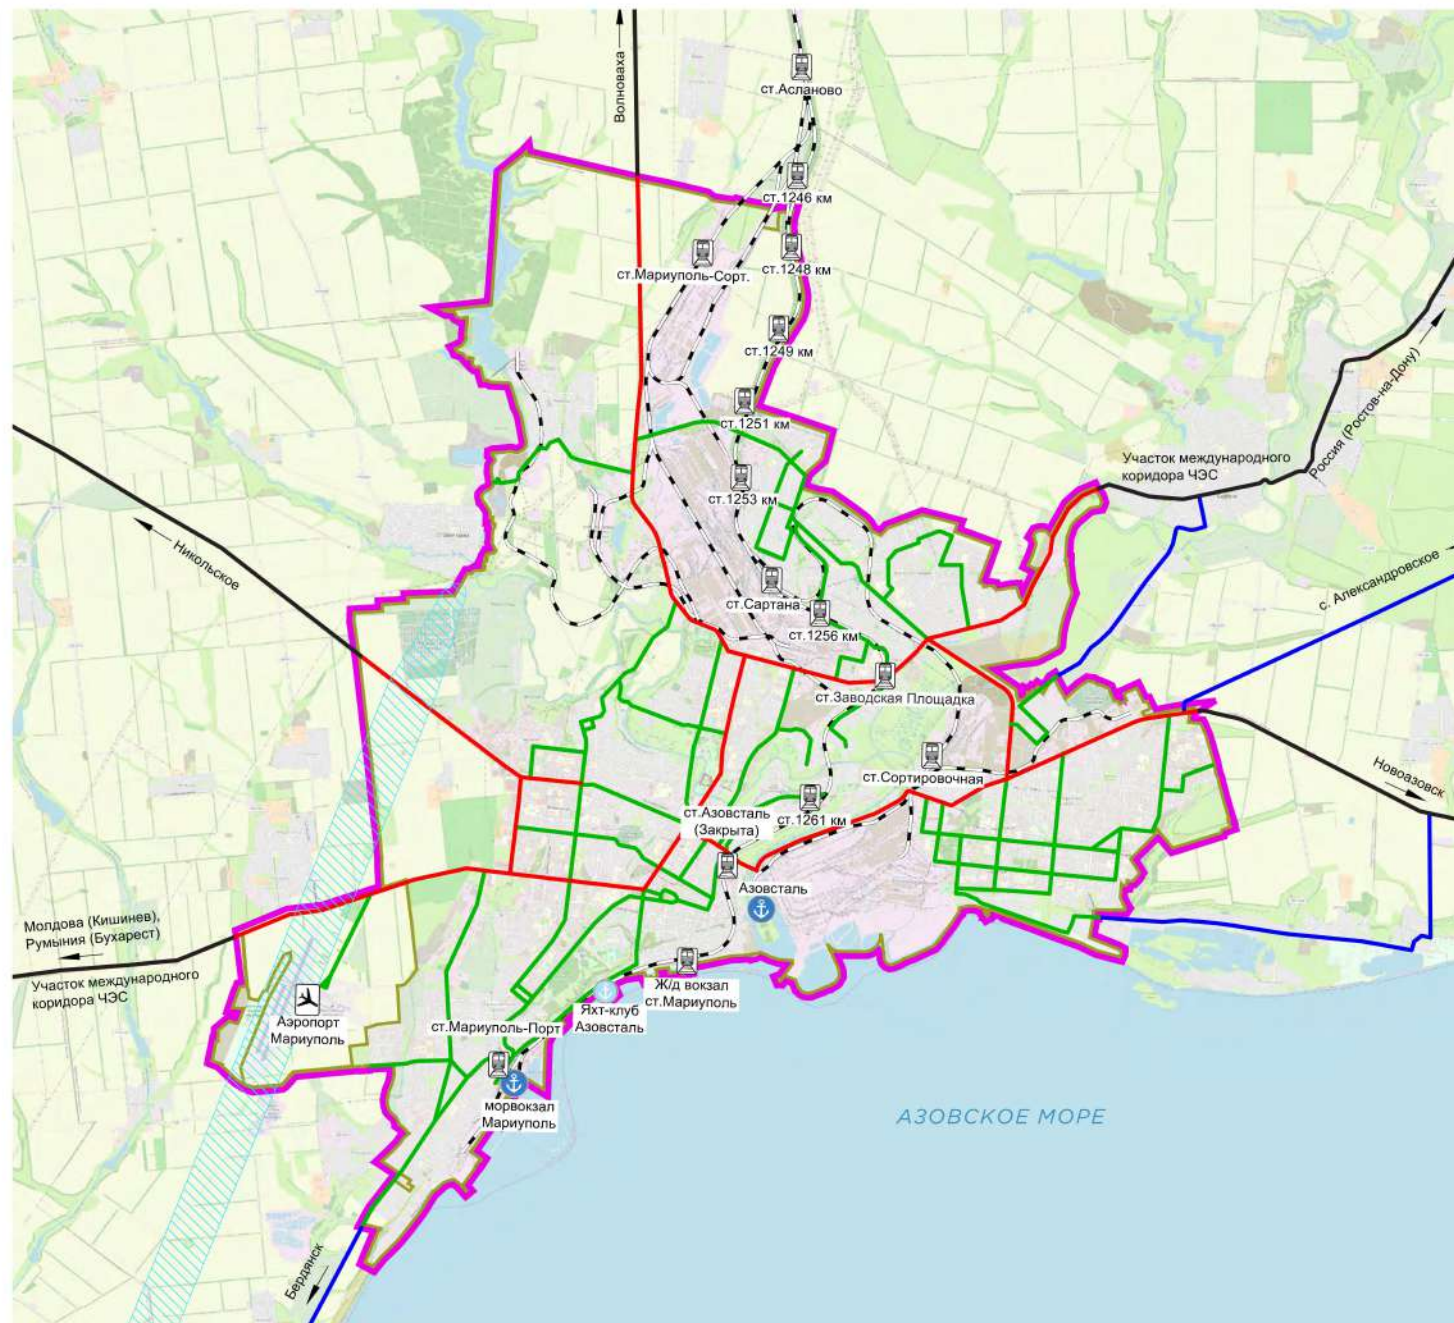 Волноваха
ст.Асланово
ст.1246 км
ст.Мариуполь-Сорт.
ст.1248 км
ст.1249 км
ст.1251 км
Россия (Ростов-на-Дону)
Участок международного
коридора ЧЭС
ст.1253 км
Никольское
с. Александровское
ст.Сартана
ст.1256 км
ст.Заводская Площадка
ст.Сортировочная
Новоазовск
ст.Азовсталь
(Закрыта)
ст.1261 км
Азовсталь
Молдова (Кишинев),
Румыния (Бухарест)
Участок международного
коридора ЧЭС
Ж/д вокзал
ст.Мариуполь
Яхт-клуб
Азовсталь
Аэропорт
Мариуполь
ст.Мариуполь-Порт
морвокзал
Мариуполь
АЗОВСКОЕ МОРЕ
Бердянск